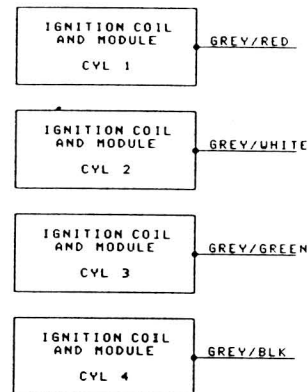 IGNITION COIL
AND MODULE
CYL 1
GREY/RED
IGNITION COIL
AND MODULE
CYL 2
GREY/WHITE
IGNITION COIL
AND MODULE
CYL 3
GREY/GREEN
IGNITION COIL
AND MODULE
CYL 4
GREY/BLK